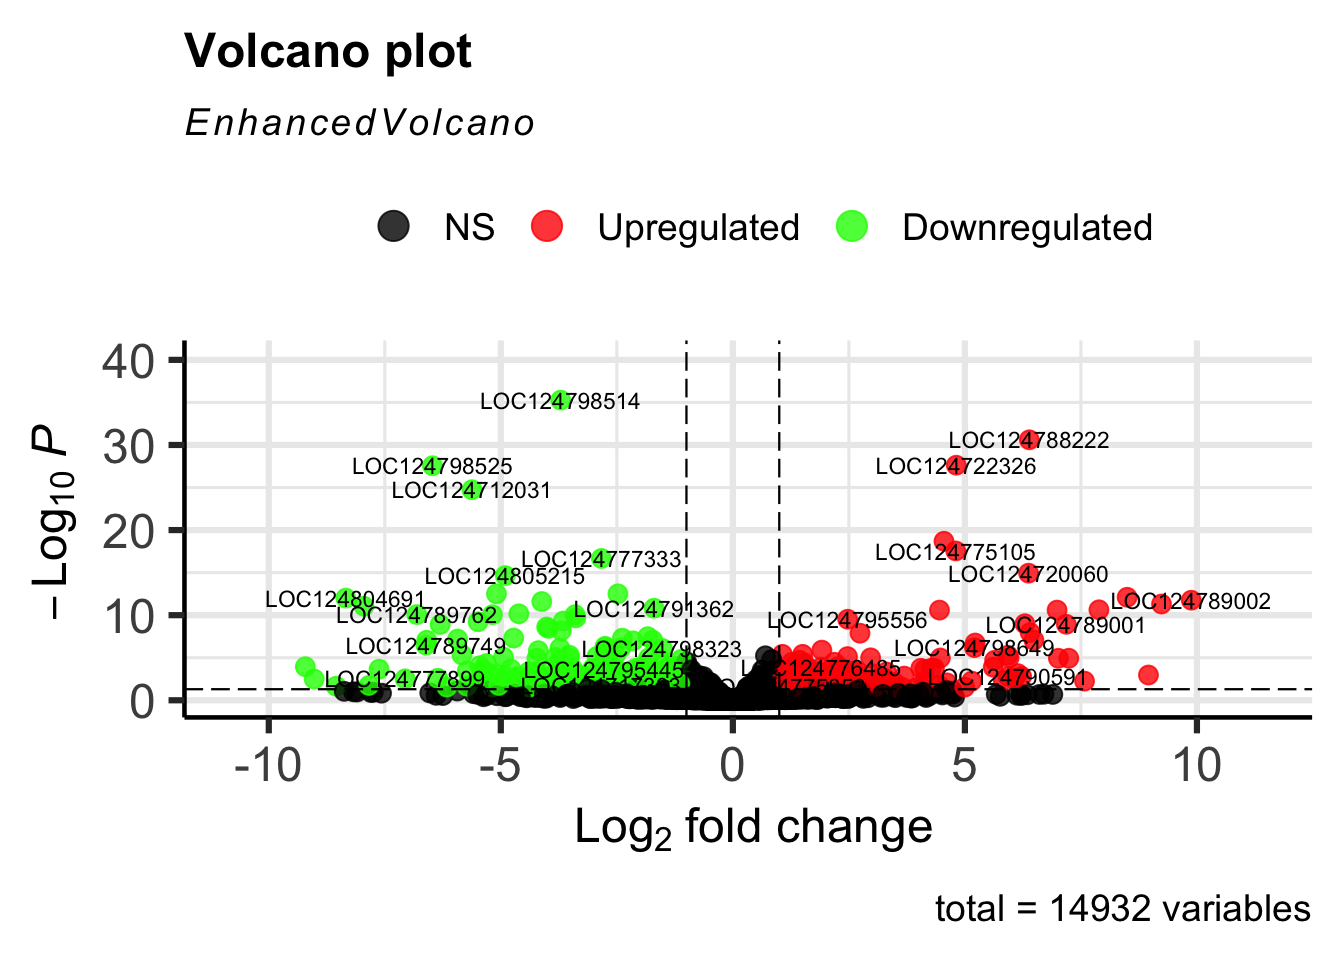 Volcano plot
EnhancedVolcano
NS Upregulated Downregulated
−Log10 P
40
30
20
10
0
LOC124798514
LOC124788222
LOC124798525
LOC124722326
LOC124712031
LOC124777333
LOC124775105
LOC124805215
LOC124720060
LOC124804691
LOC124789002
LOC124791362
LOC124789762
LOC124795556
LOC124789001
LOC124789749
LOC124798323
LOC124798649
LOC124795445
LOC124776485
LOC124777899
LOC124790591
-10
-5
0
5
10
Log2 fold change
total = 14932 variables